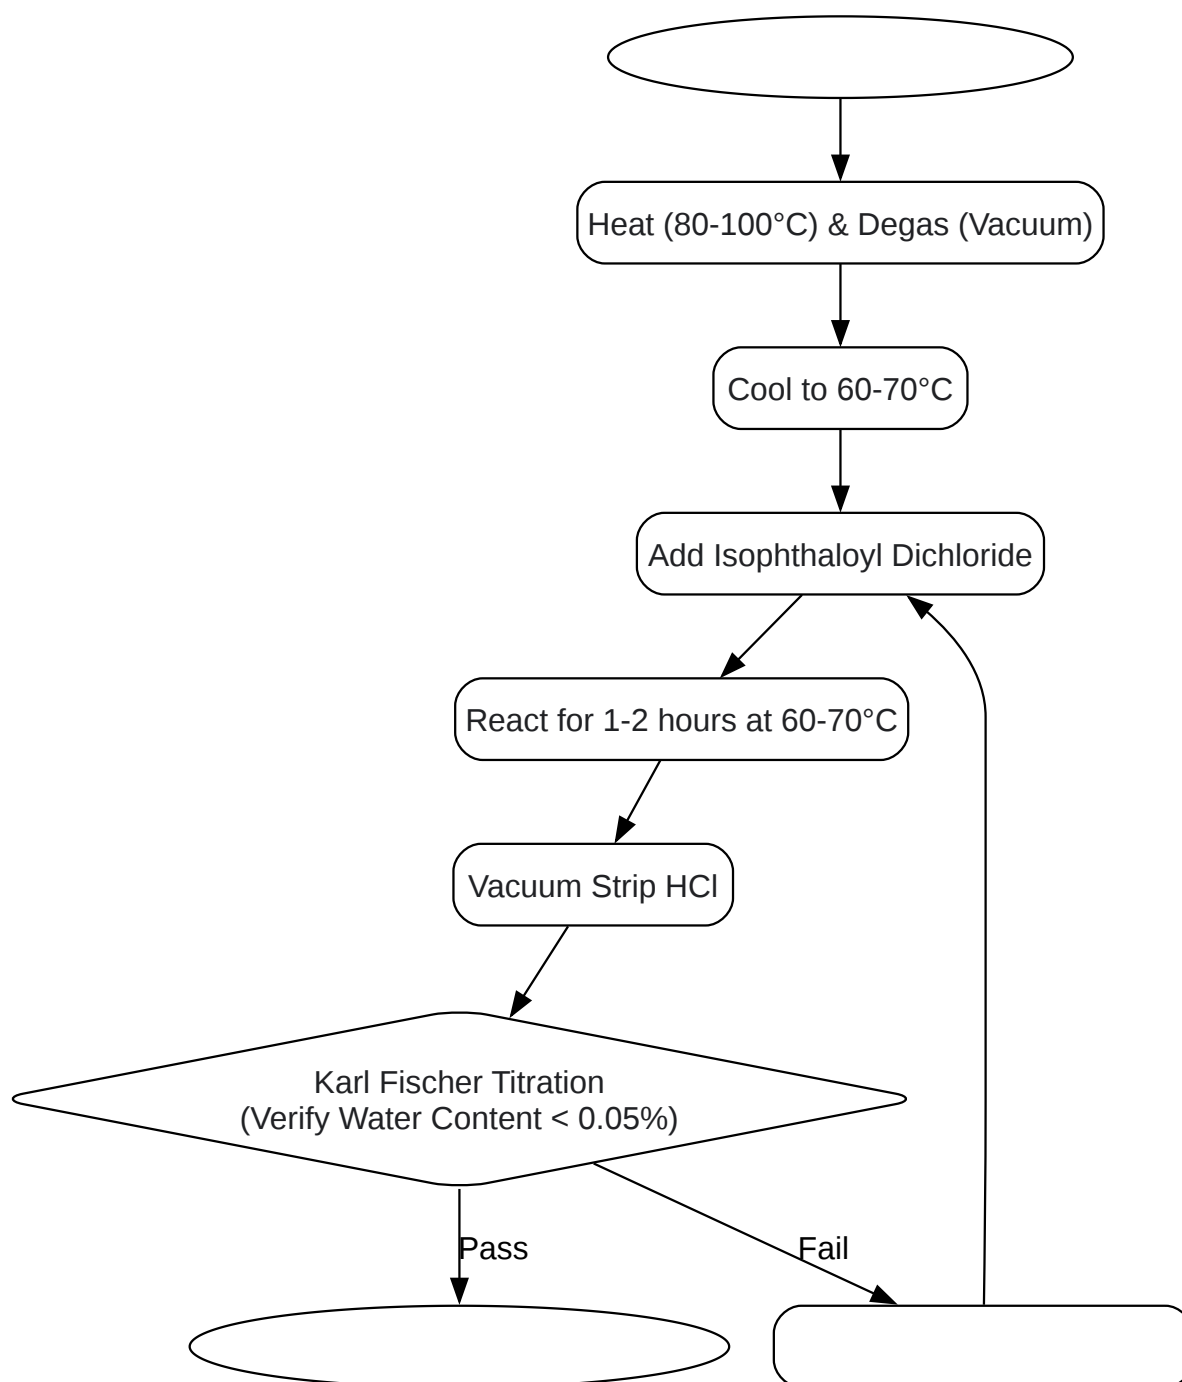 Heat (80-100°C) & Degas (Vacuum)
Cool to 60-70°C
Add Isophthaloyl Dichloride
React for 1-2 hours at 60-70°C
Vacuum Strip HCl
Karl Fischer Titration
(Verify Water Content < 0.05%)
Pass
Fail